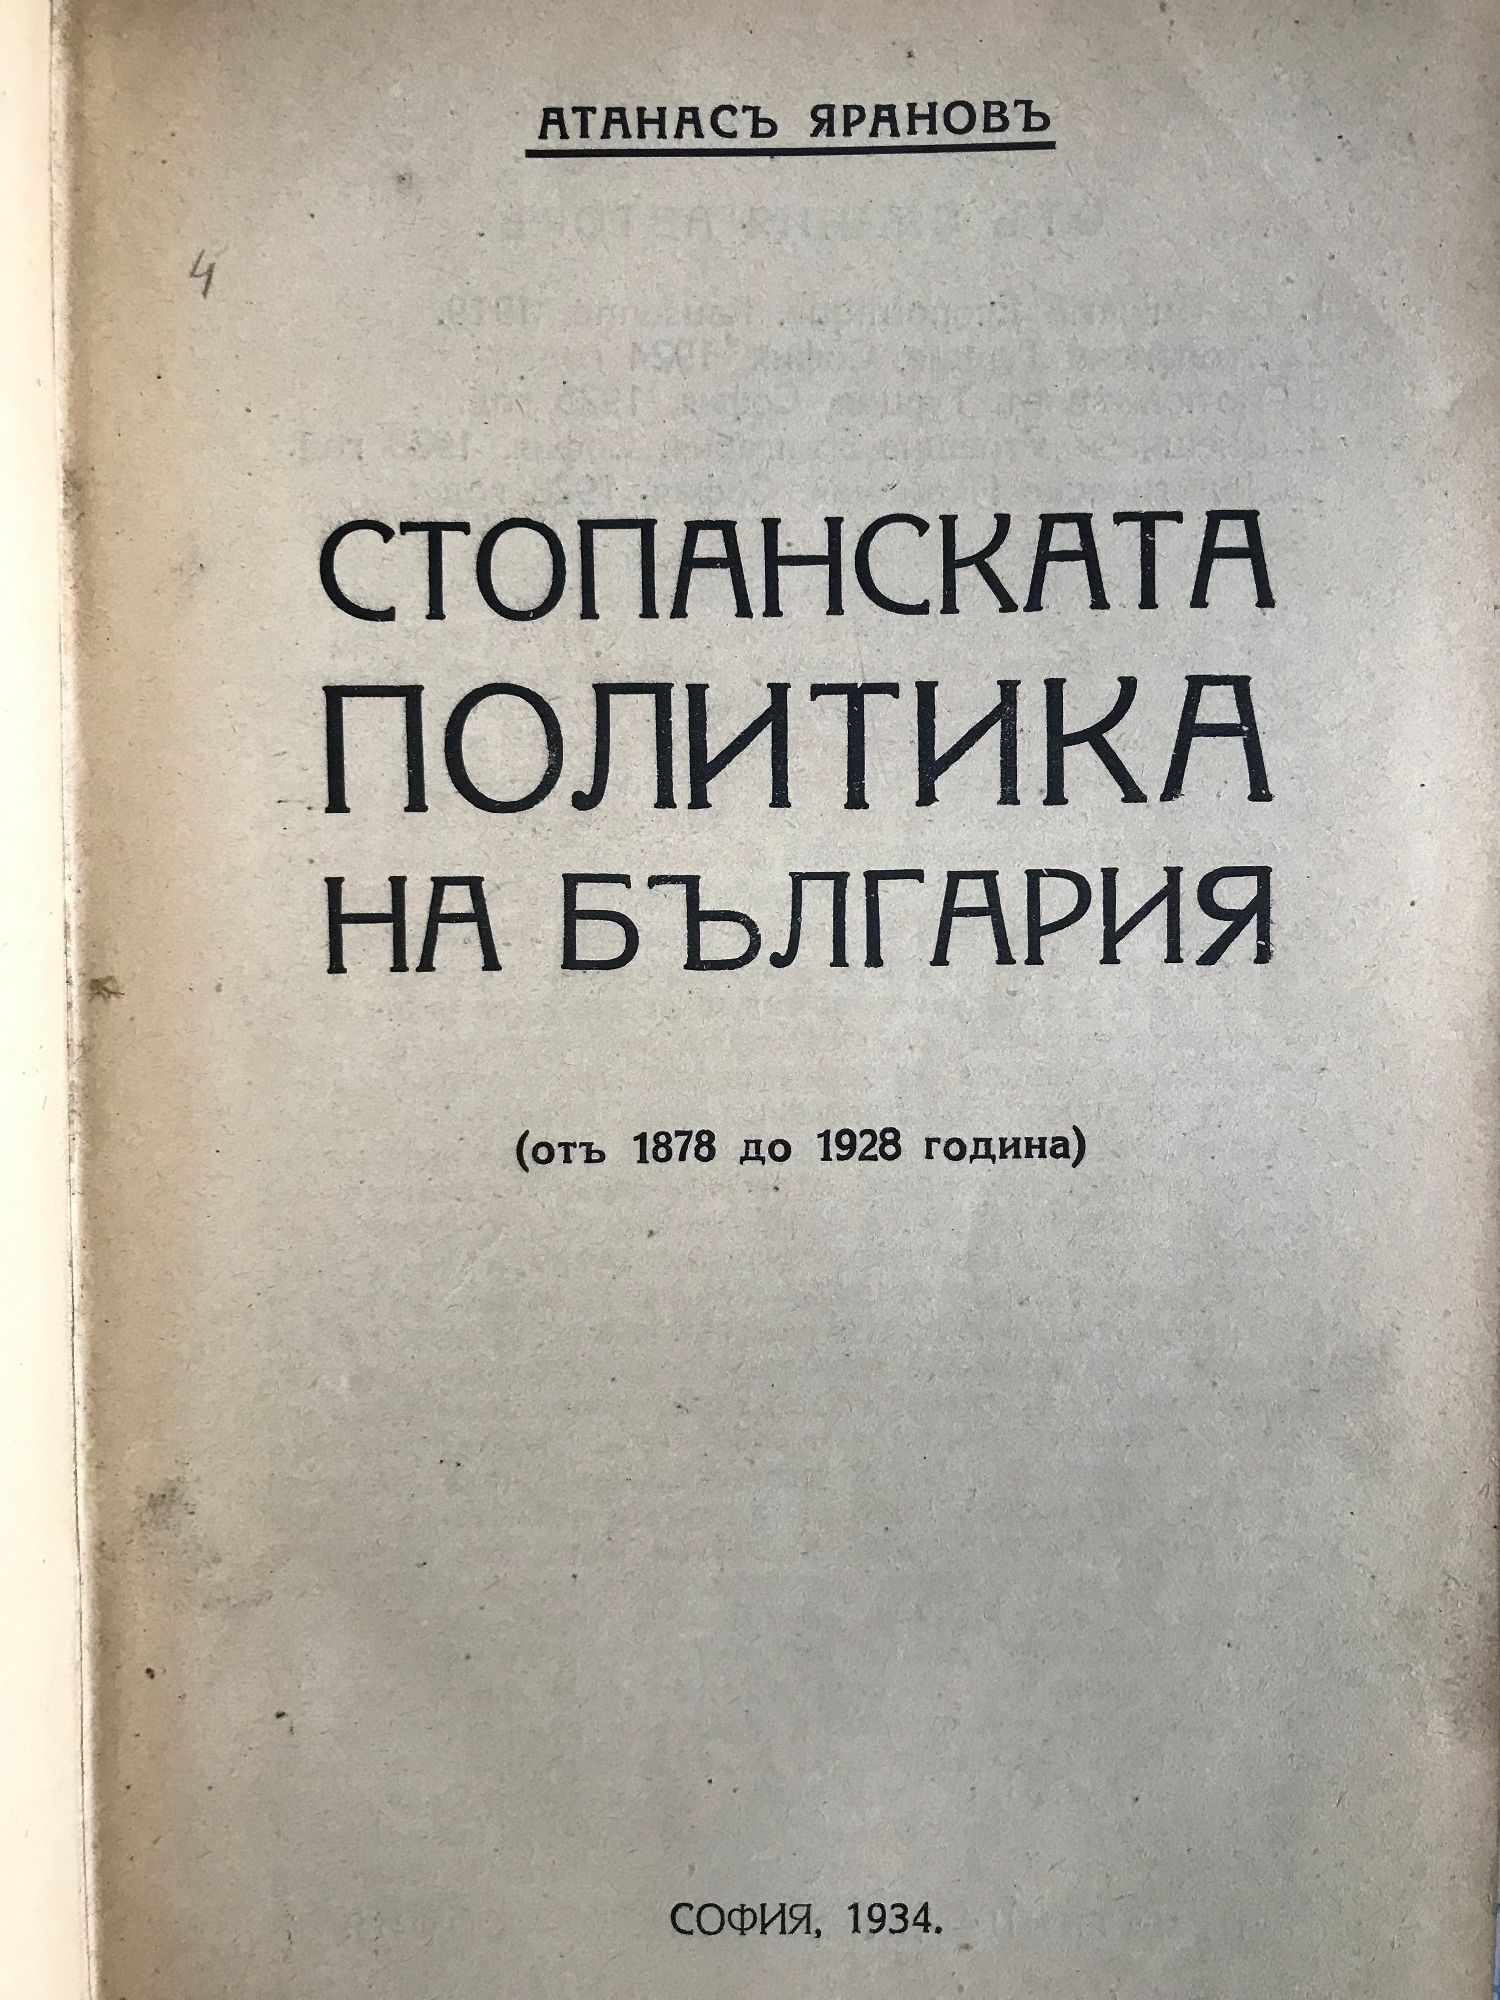 АТАНАСЪ ЯРАНОВЪ
4
СТОПАНСКАТА
ПОЛИТИКА
НА БЪЛГАРИЯ
(отъ 1878 до 1928 година)
СОФИЯ, 1934.